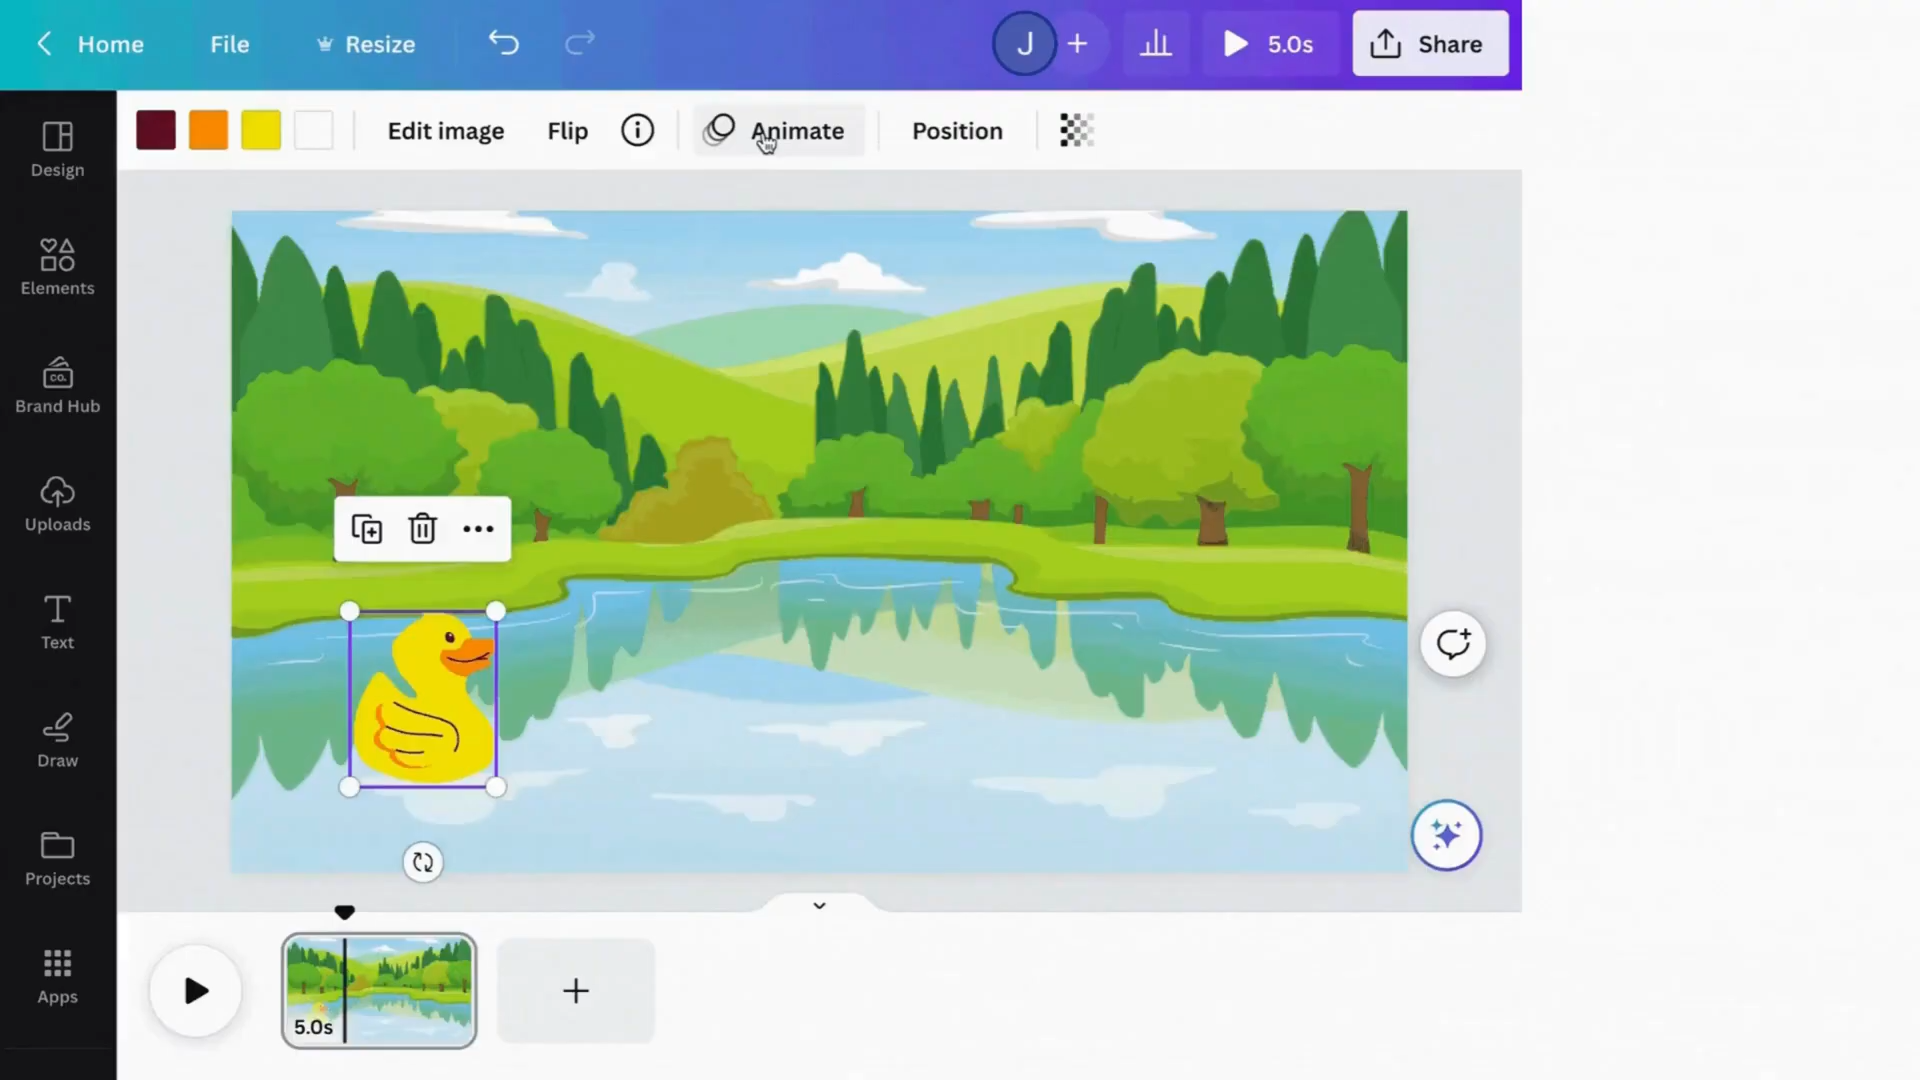 Home File Resize J 5.0s Share
Edit image Flip Animate Position
Design
Elements
CO.
Brand Hub
Uploads
Text
Draw
Projects
Apps
5.0s